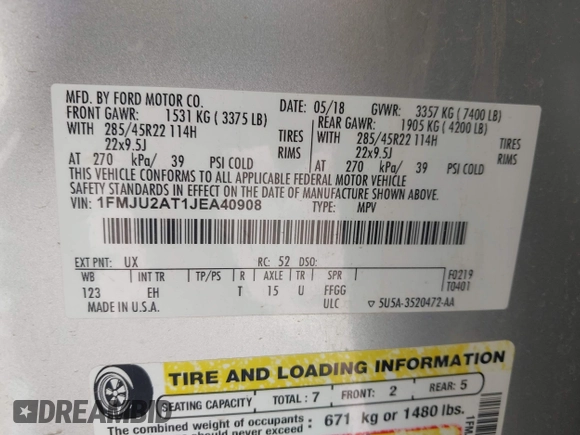 MFD. BY FORD MOTOR CO.
DATE: 05/18 GVWR: 3357 KG ( 7400 LB)
FRONT GAWR: 1531 KG ( 3375 LB) REAR GAWR: 1905 KG ( 4200 LB)
WITH 285/45R22 114H TIRES WITH 285/45R22 114H TIRES
22x9.5J RIMS 22x9.5J RIMS
AT 270 kPa/ 39 PSI COLD AT 270 kPa/ 39 PSI COLD
THIS VEHICLE CONFORMS TO ALL APPLICABLE FEDERAL MOTOR VEHICLE
SAFETY STANDARDS IN EFFECT ON THE DATE OF MANUFACTURE SHOWN ABOVE.
VIN: 1FMJU2AT1JEA40908 TYPE: MPV
EXT PNT: UX RC: 52 DSO:
WB INT TR TP/PS R AXLE TR SPR F0219
123 EH T 15 U FFGG T0401
MADE IN U.S.A. ULC 5U5A-3520472-AA
TIRE AND LOADING INFORMATION
SEATING CAPACITY TOTAL : 7 FRONT: 2 REAR: 5
The combined weight of occupants : 671 kg or 1480 lbs.
should never exceed
1FM
DREAMBID